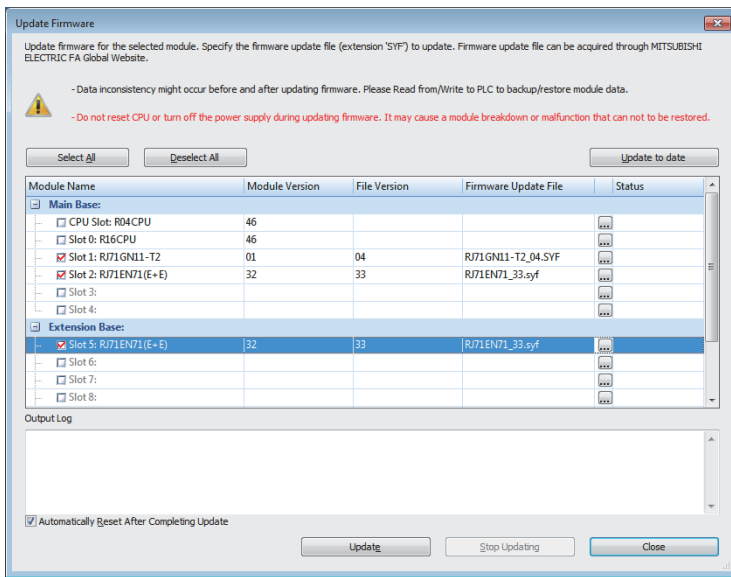 Update Firmware
Update firmware for the selected module. Specify the firmware update file (extension 'SYF') to update. Firmware update file can be acquired through MITSUBISHI
ELECTRIC FA Global Website.
- Data inconsistency might occur before and after updating firmware. Please Read from/Write to PLC to backup/restore module data.
- Do not reset CPU or turn off the power supply during updating firmware. It may cause a module breakdown or malfunction that can not to be restored.
Select All Deselect All Update to date
Module Name Module Version File Version Firmware Update File Status
Main Base:
CPU Slot: R04CPU 46 ...
Slot 0: R16CPU 46 ...
Slot 1: RJ71GN11-T2 01 04 RJ71GN11-T2_04.SYF ...
Slot 2: RJ71EN71(E+E) 32 33 RJ71EN71_33.syf ...
Slot 3: ...
Slot 4: ...
Extension Base:
Slot 5: RJ71EN71(E+E) 32 33 RJ71EN71_33.syf ...
Slot 6: ...
Slot 7: ...
Slot 8: ...
Output Log
Automatically Reset After Completing Update
Update Stop Updating Close